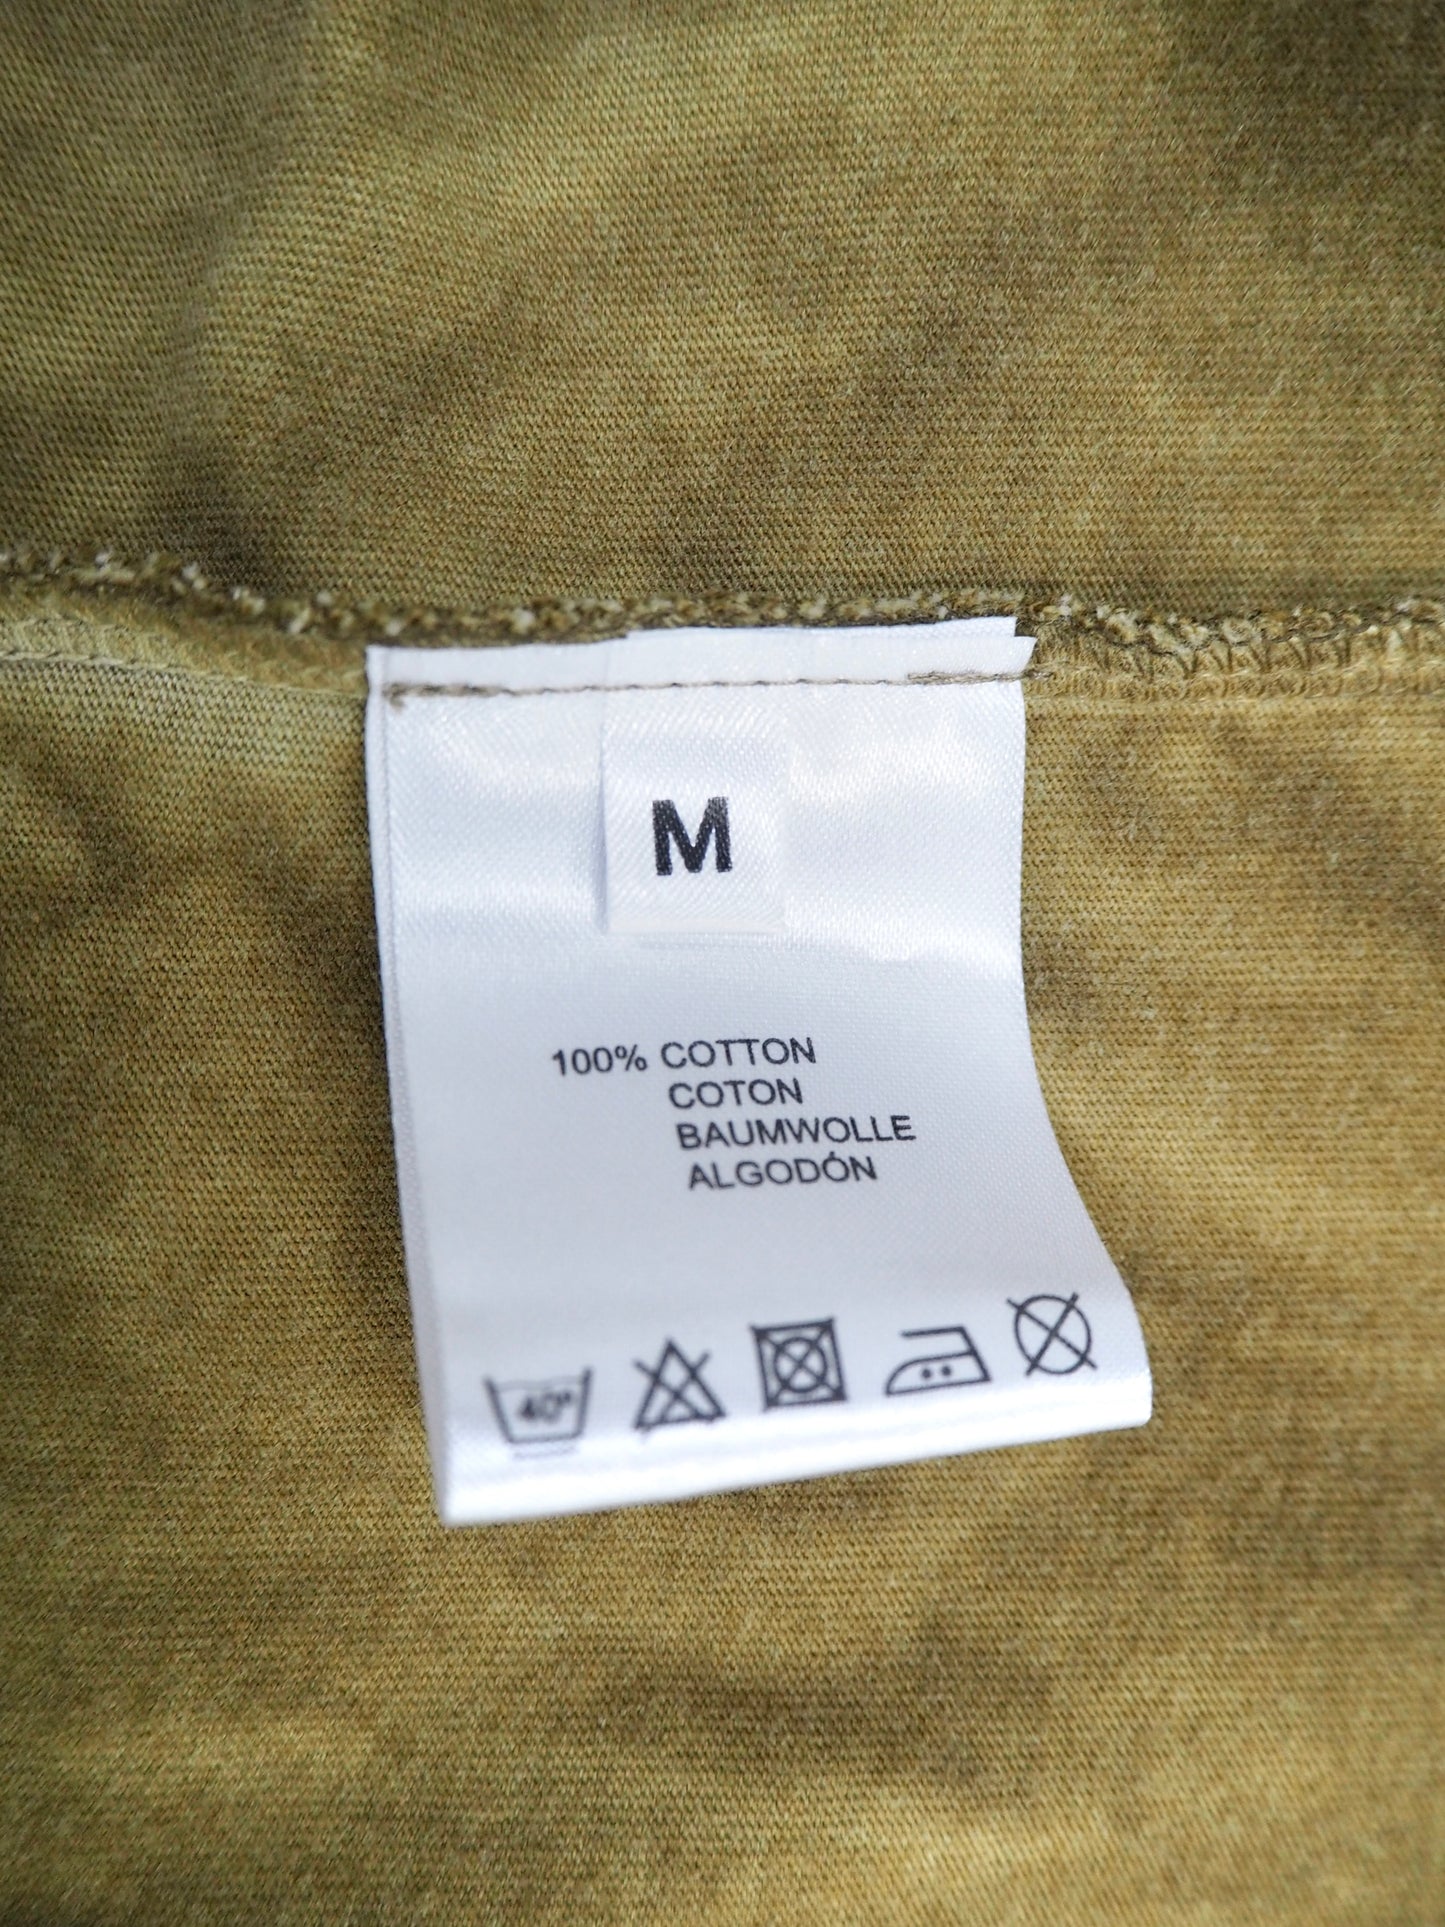 M
100% COTTON
COTON
BAUMWOLLE
ALGODÓN
40°